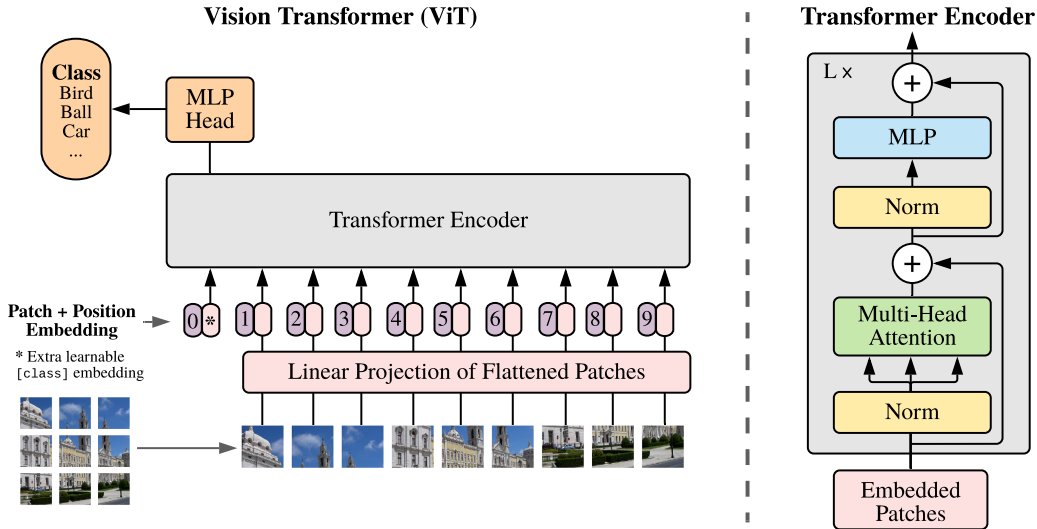 Vision Transformer (ViT)
Class
Bird
Ball
Car
...
MLP
Head
Transformer Encoder
Patch + Position
Embedding
0 * 1 2 3 4 5 6 7 8 9
* Extra learnable
[class] embedding
Linear Projection of Flattened Patches
Transformer Encoder
L x
+
MLP
Norm
+
Multi-Head
Attention
Norm
Embedded
Patches